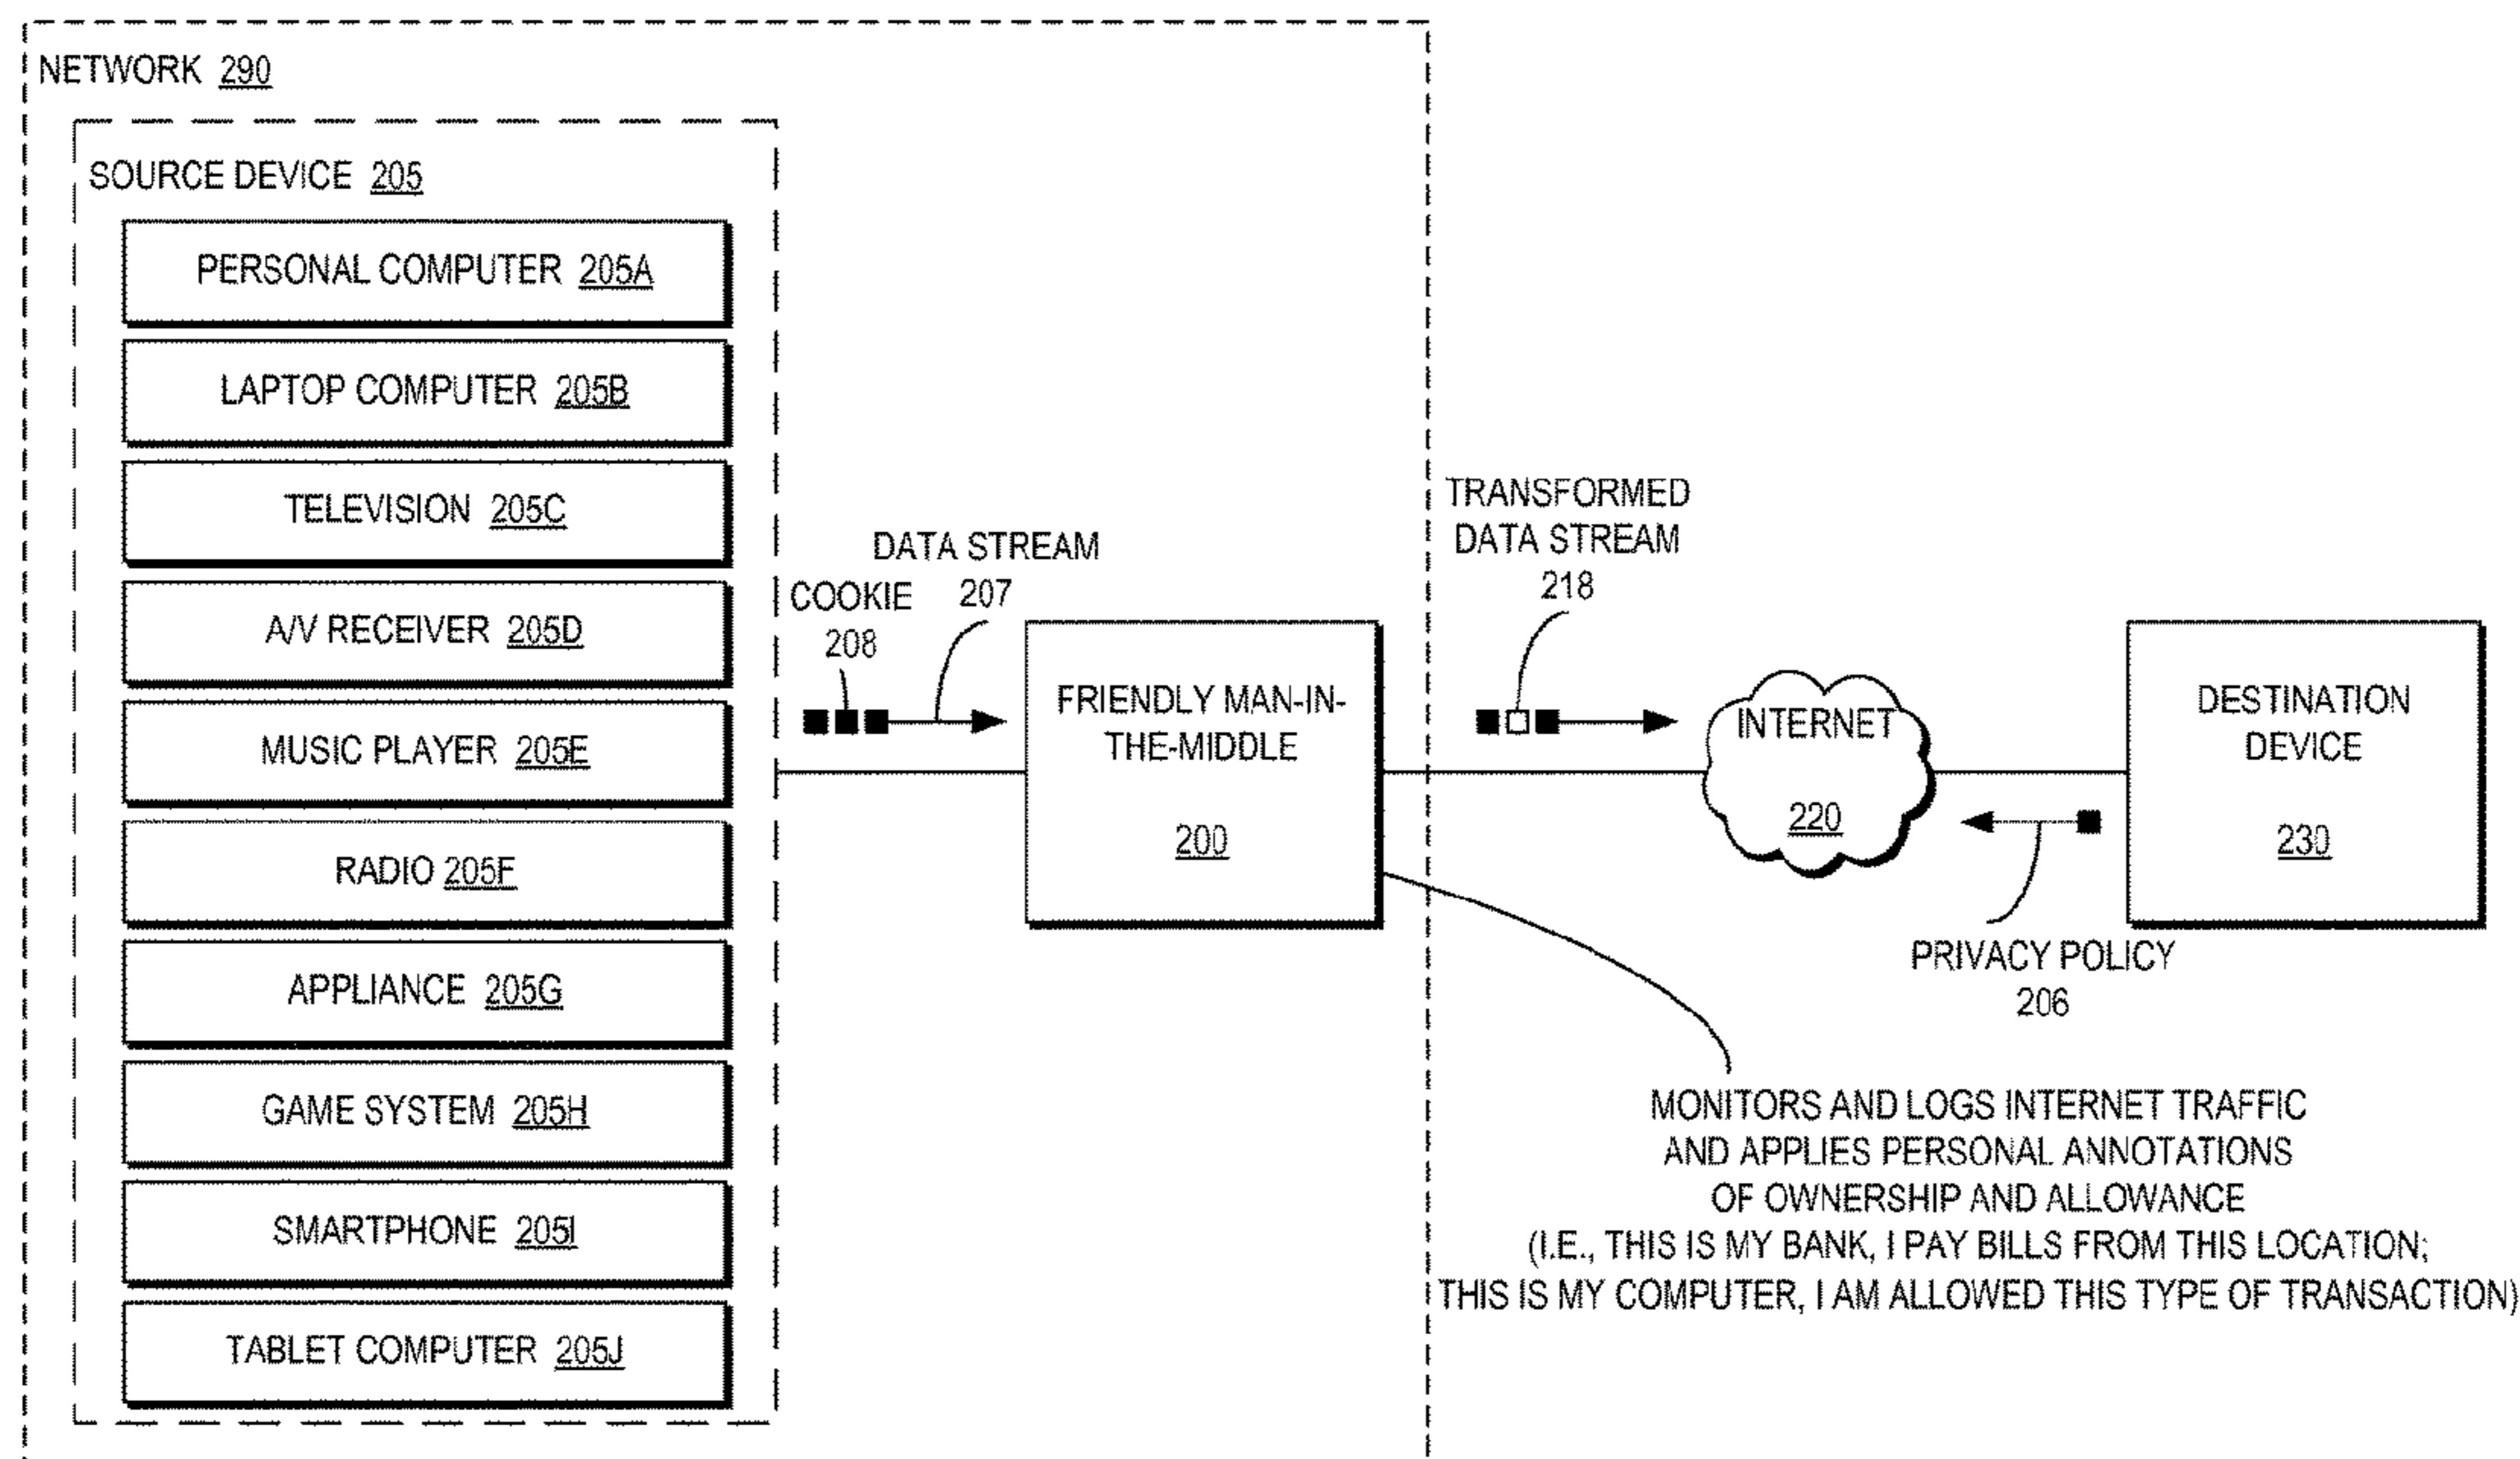 NETWORK 290
SOURCE DEVICE 205
PERSONAL COMPUTER 205A
LAPTOP COMPUTER 205B
TELEVISION 205C
A/V RECEIVER 205D
MUSIC PLAYER 205E
RADIO 205F
APPLIANCE 205G
GAME SYSTEM 205H
SMARTPHONE 205I
TABLET COMPUTER 205J
DATA STREAM
207
COOKIE
208
FRIENDLY MAN-IN-
THE-MIDDLE
200
TRANSFORMED
DATA STREAM
218
INTERNET
220
DESTINATION
DEVICE
230
PRIVACY POLICY
206
MONITORS AND LOGS INTERNET TRAFFIC
AND APPLIES PERSONAL ANNOTATIONS
OF OWNERSHIP AND ALLOWANCE
(I.E., THIS IS MY BANK, I PAY BILLS FROM THIS LOCATION;
THIS IS MY COMPUTER, I AM ALLOWED THIS TYPE OF TRANSACTION)